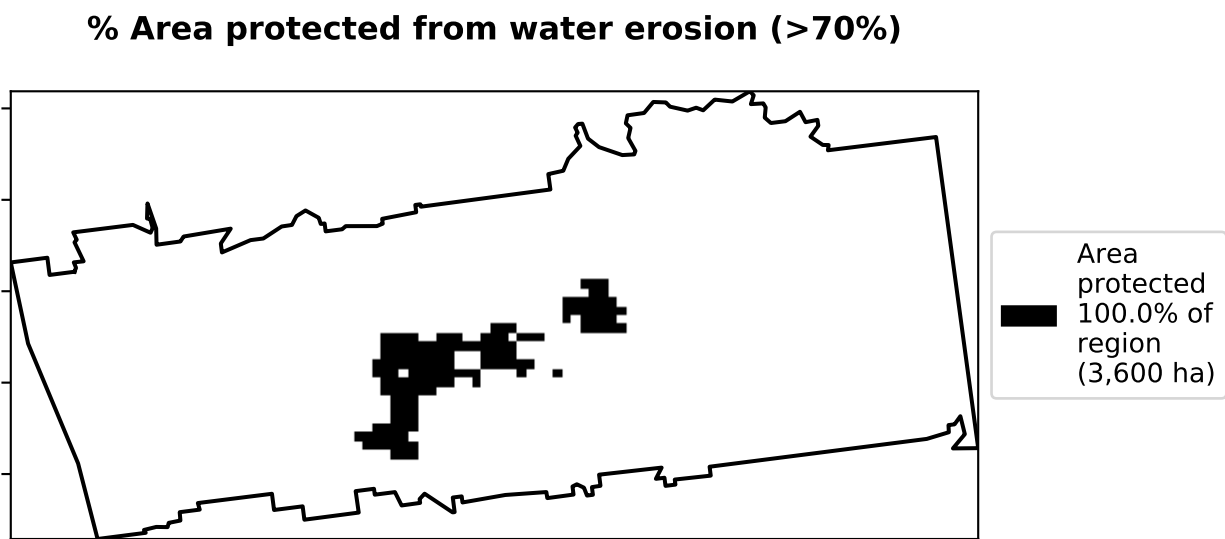 % Area protected from water erosion (>70%)
Area
protected
100.0% of
region
(3,600 ha)